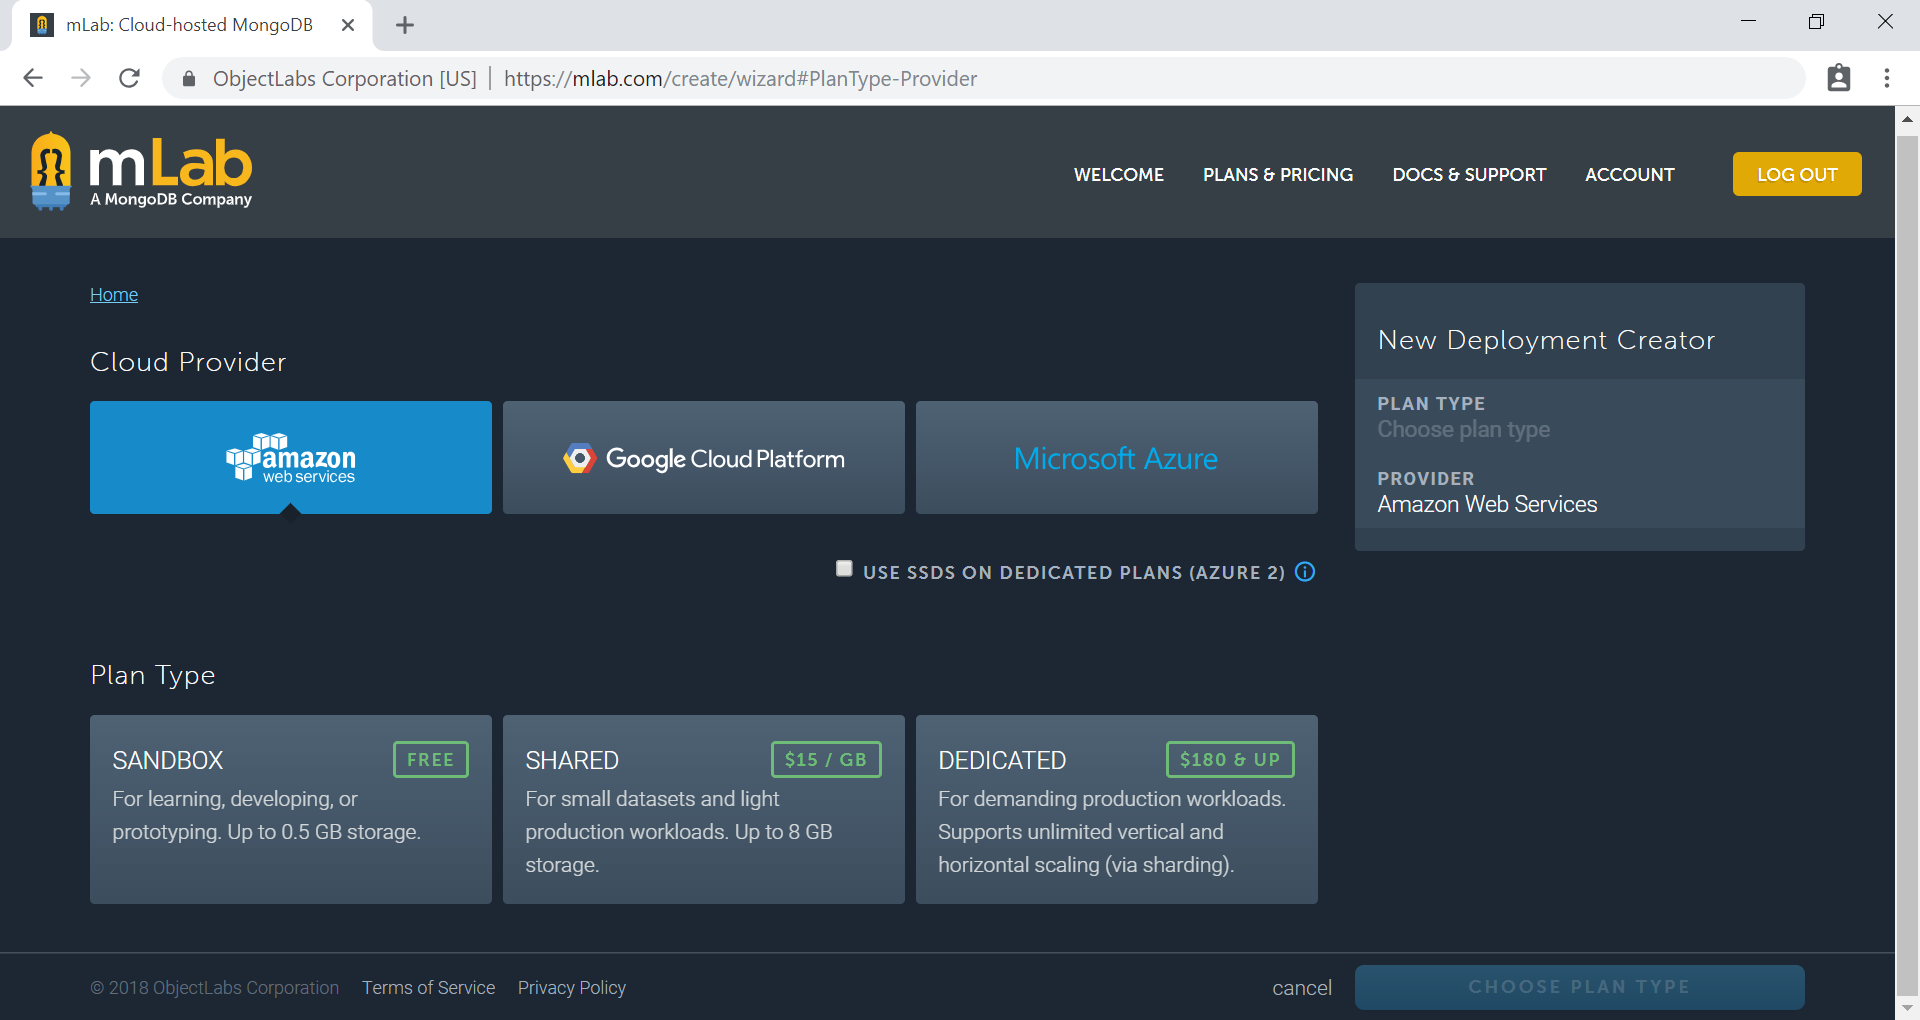 mLab: Cloud-hosted MongoDB
ObjectLabs Corporation [US] | https://mlab.com/create/wizard#PlanType-Provider
mLab
A MongoDB Company
WELCOME
PLANS & PRICING
DOCS & SUPPORT
ACCOUNT
LOG OUT
Home
Cloud Provider
amazon
web services
Google Cloud Platform
Microsoft Azure
USE SSDS ON DEDICATED PLANS (AZURE 2)
New Deployment Creator
PLAN TYPE
Choose plan type
PROVIDER
Amazon Web Services
Plan Type
SANDBOX
FREE
For learning, developing, or
prototyping. Up to 0.5 GB storage.
SHARED
$15 / GB
For small datasets and light
production workloads. Up to 8 GB
storage.
DEDICATED
$180 & UP
For demanding production workloads.
Supports unlimited vertical and
horizontal scaling (via sharding).
© 2018 ObjectLabs Corporation
Terms of Service
Privacy Policy
cancel
CHOOSE PLAN TYPE